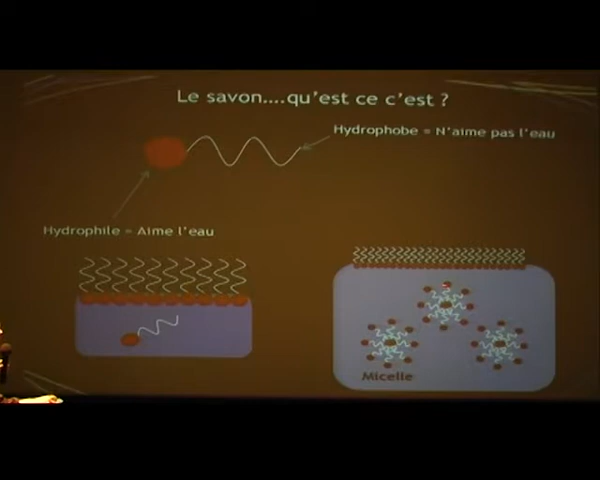 Le savon....qu'est ce c'est ?
Hydrophobe = N'aime pas l'eau
Hydrophile = Aime l'eau
Micelle